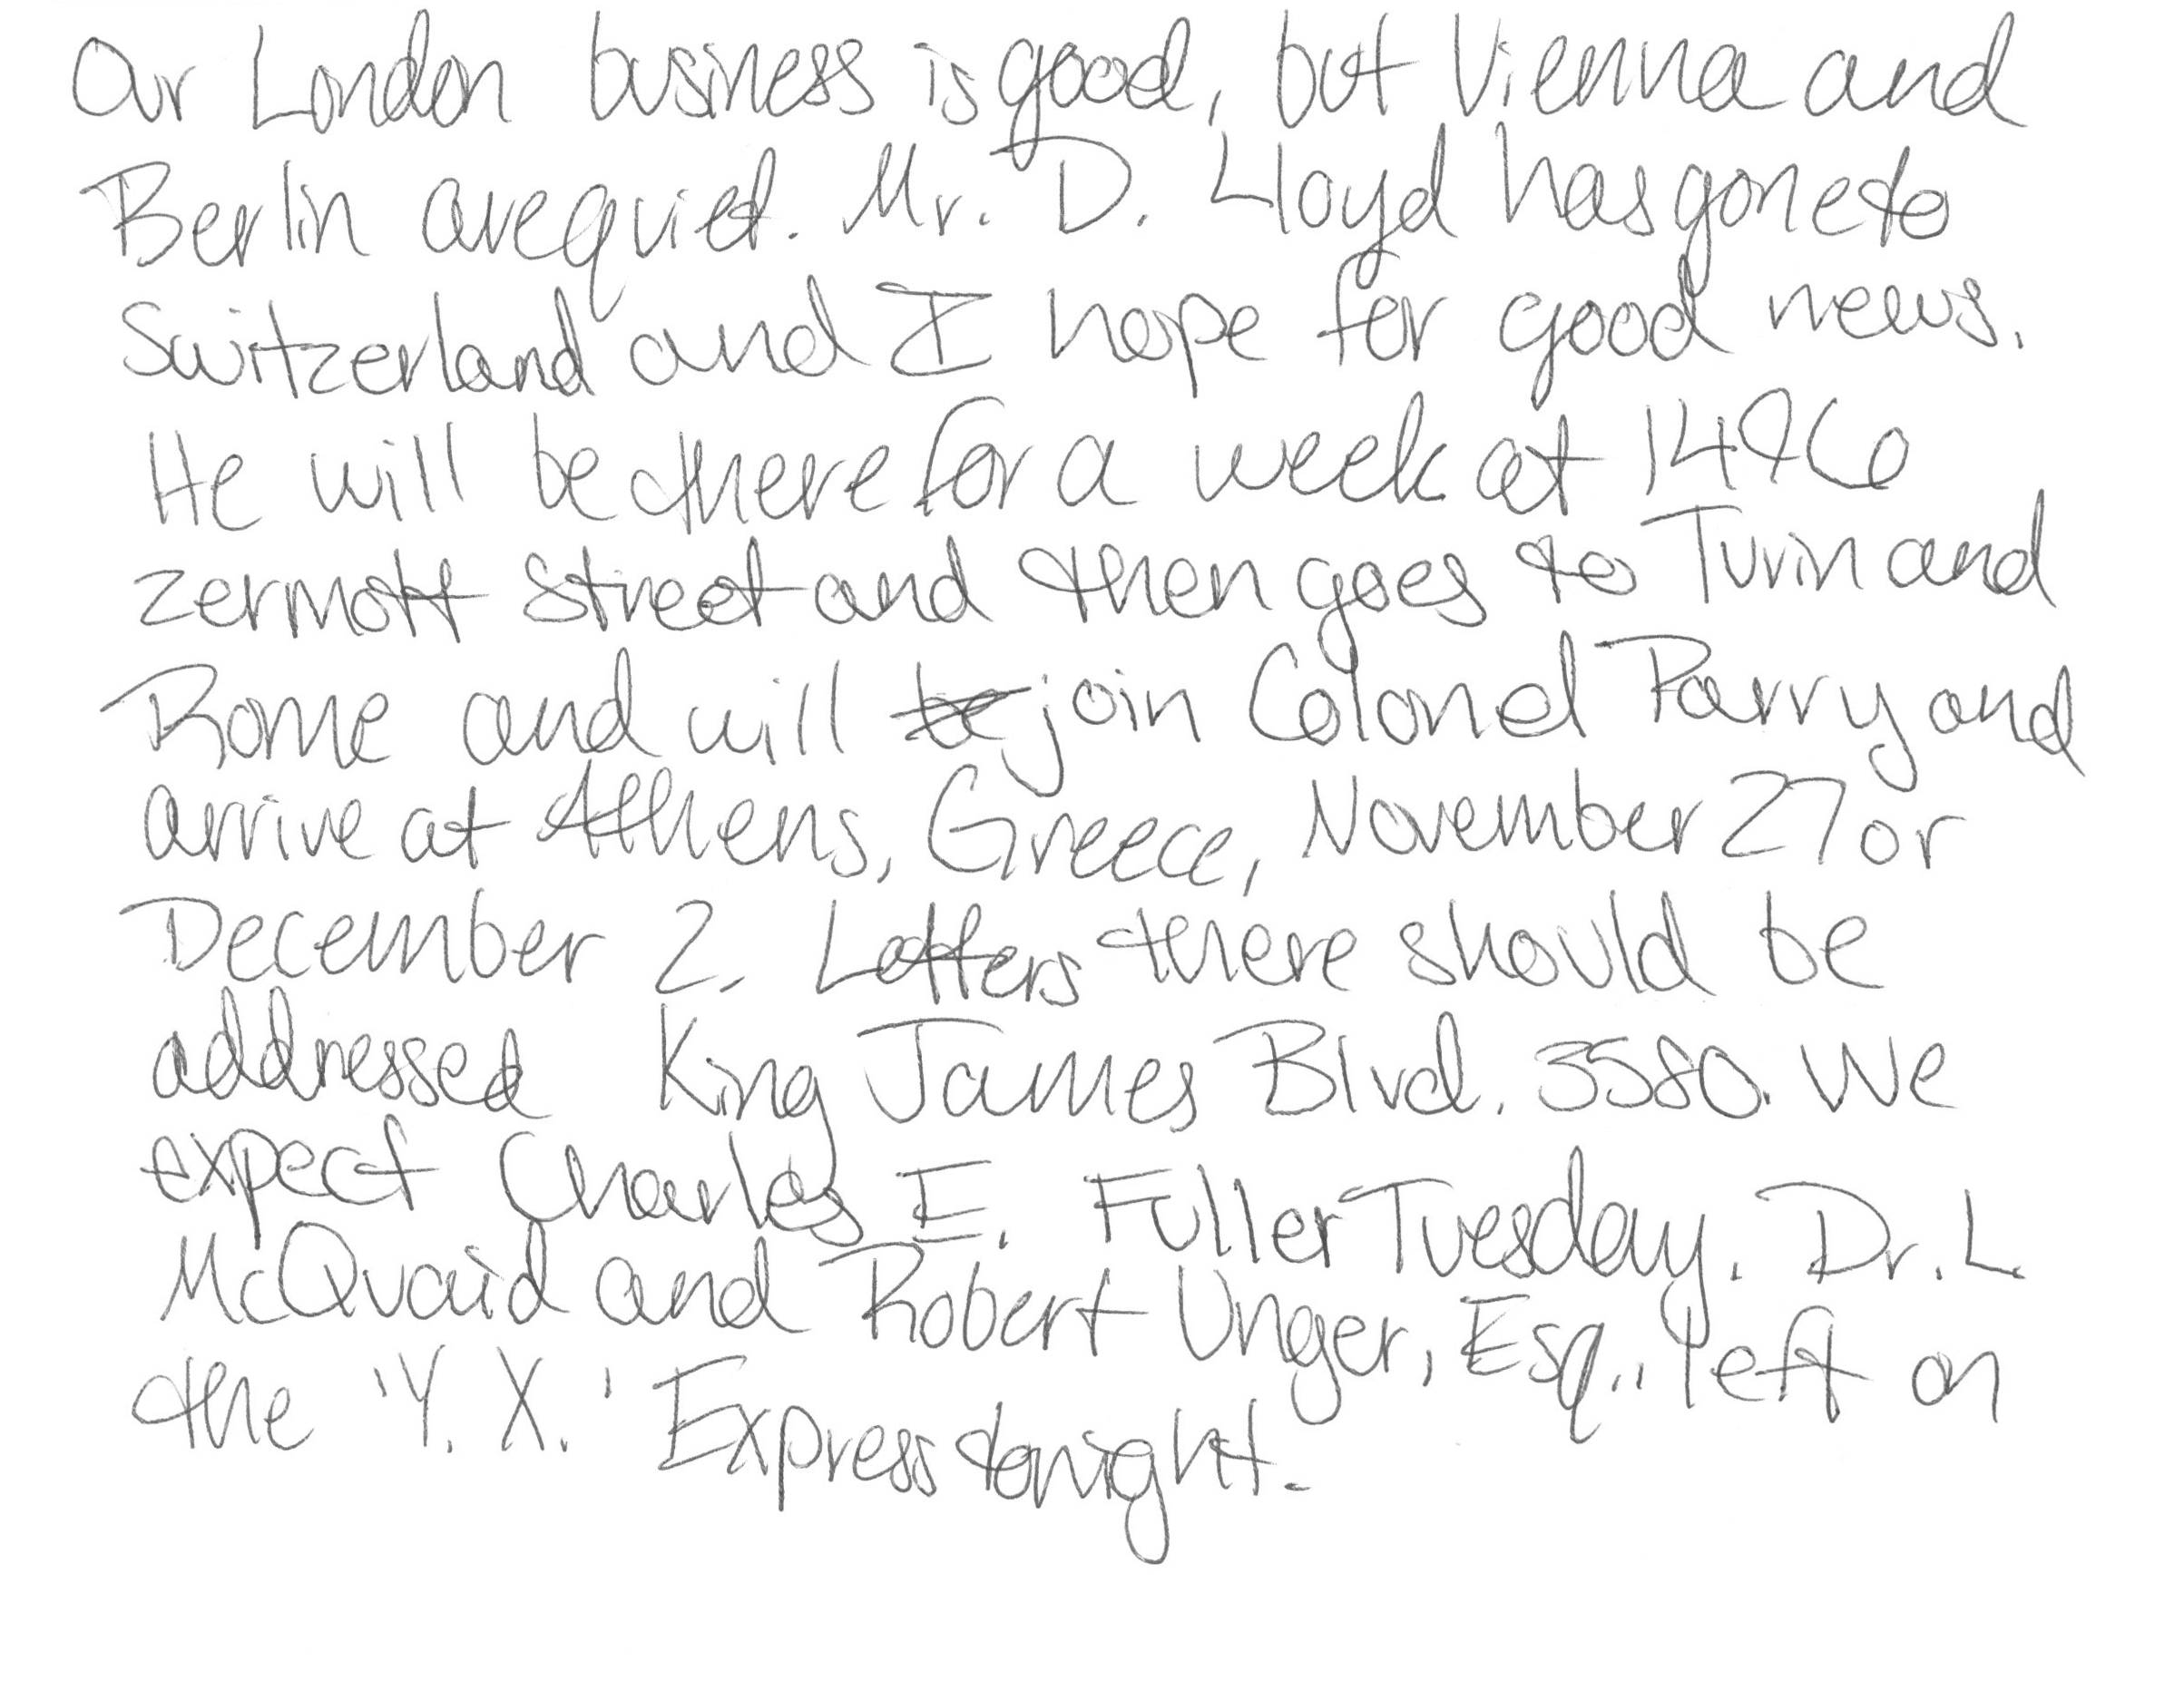 Our London business is good, but Vienna and
Berlin are quiet. Mr. D. Lloyd has gone to
Switzerland and I hope for good news.
He will be there for a week at 1496
Zermott Street and then goes to Turin and
Rome and will be join Colonel Parry and
arrive at Athens, Greece, November 27 or
December 2. Letters there should be
addressed King James Blvd. 3580. We
expect Charles E. Fuller Tuesday. Dr. L.
McQuaid and Robert Unger, Esq., left on
the 'Y. X.' Express tonight.